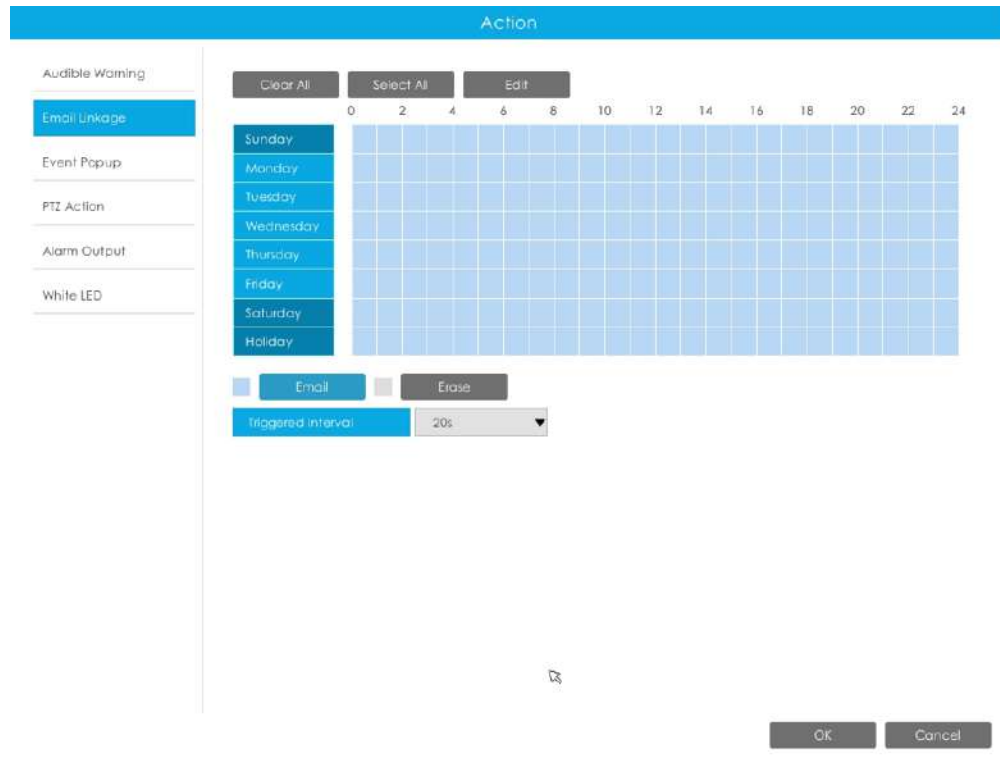 Action
Audible Warning
Email Linkage
Event Popup
PTZ Action
Alarm Output
White LED
Clear All Select All Edit
0 2 4 6 8 10 12 14 16 18 20 22 24
Sunday
Monday
Tuesday
Wednesday
Thursday
Friday
Saturday
Holiday
Email Erase
Triggered Interval 20s
OK Cancel